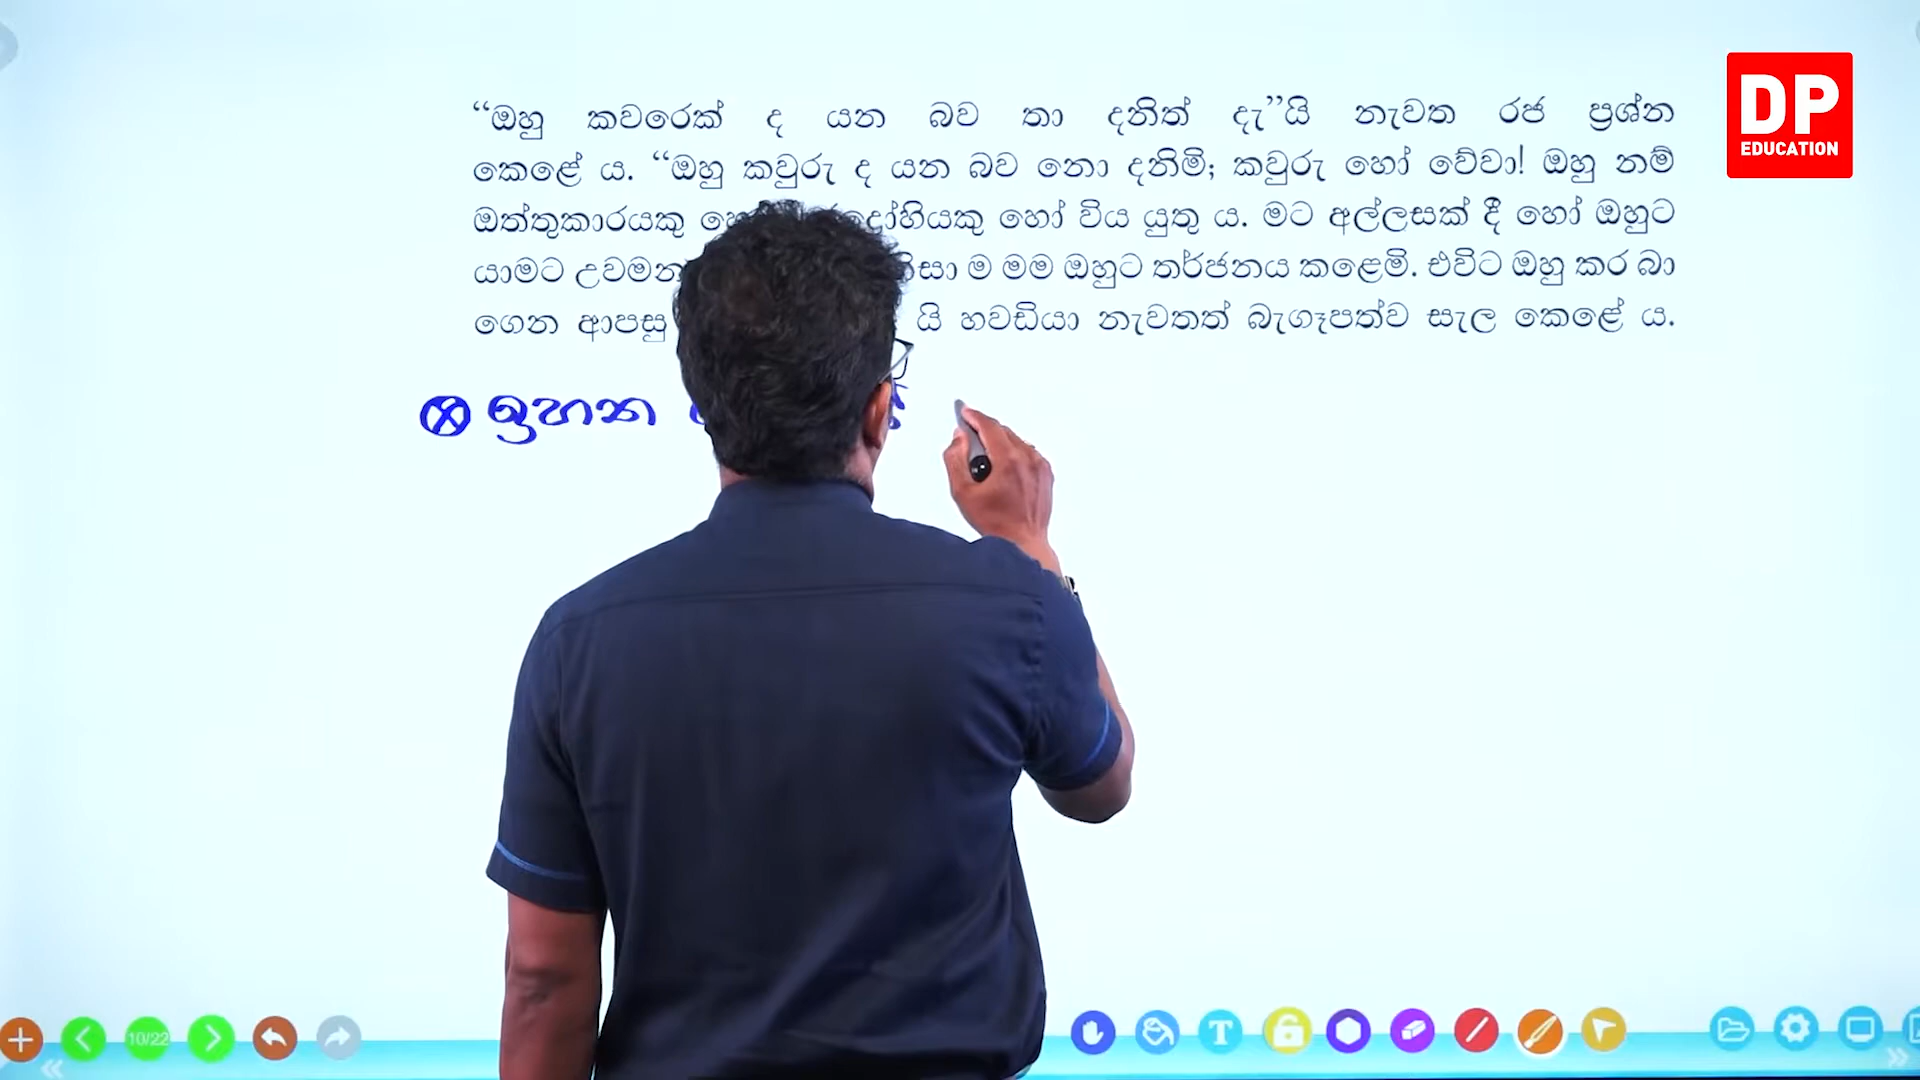 “ඔහු කවරෙක් ද යන බව තා දනිත් දැ”යි නැවත රජ ප්‍රශ්න
කෙළේ ය. “ඔහු කවුරු ද යන බව නො දනිමි; කවුරු හෝ වේවා! ඔහු නම්
ඔත්තුකාරයකු හෝ විය යුතු ය. මට අල්ලසක් දී හෝ ඔහුට
යාමට ම මම ඔහුට තර්ජනය කළෙමි. එවිට ඔහු කර බා
ගෙන ආපසු යි හවඩියා නැවතත් බැගෑපත්ව සැල කෙළේ ය.
ඉහත
DP
EDUCATION
10/22
T